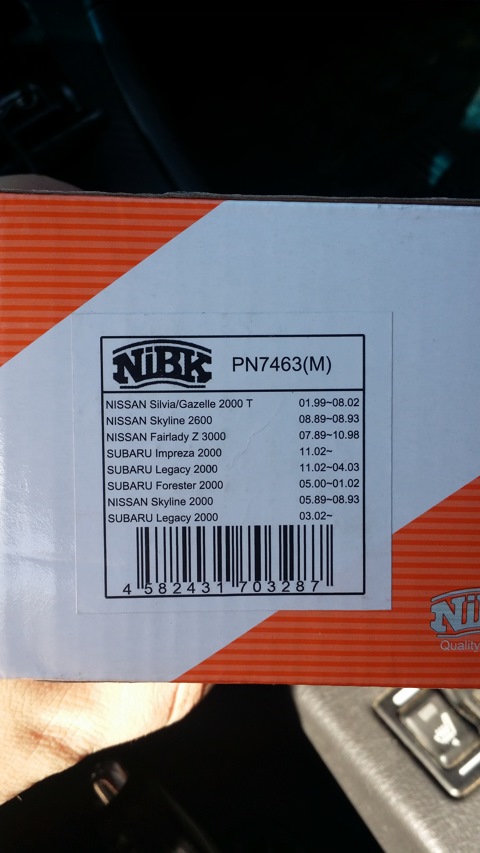 NiBK PN7463(M)
NISSAN Silvia/Gazelle 2000 T 01.99~08.02
NISSAN Skyline 2600 08.89~08.93
NISSAN Fairlady Z 3000 07.89~10.98
SUBARU Impreza 2000 11.02~
SUBARU Legacy 2000 11.02~04.03
SUBARU Forester 2000 05.00~01.02
NISSAN Skyline 2000 05.89~08.93
SUBARU Legacy 2000 03.02~
4 582431 703287
Ni
Quality